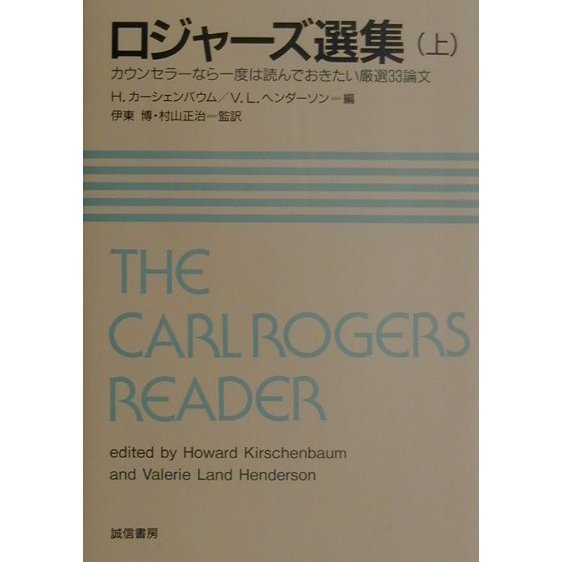 ロジャーズ選集（上）
カウンセラーなら一度は読んでおきたい厳選33論文
H. カーシェンバウム／V. L. ヘンダーソン＝編
伊東 博・村山正治＝監訳
THE
CARL ROGERS
READER
edited by Howard Kirschenbaum
and Valerie Land Henderson
誠信書房